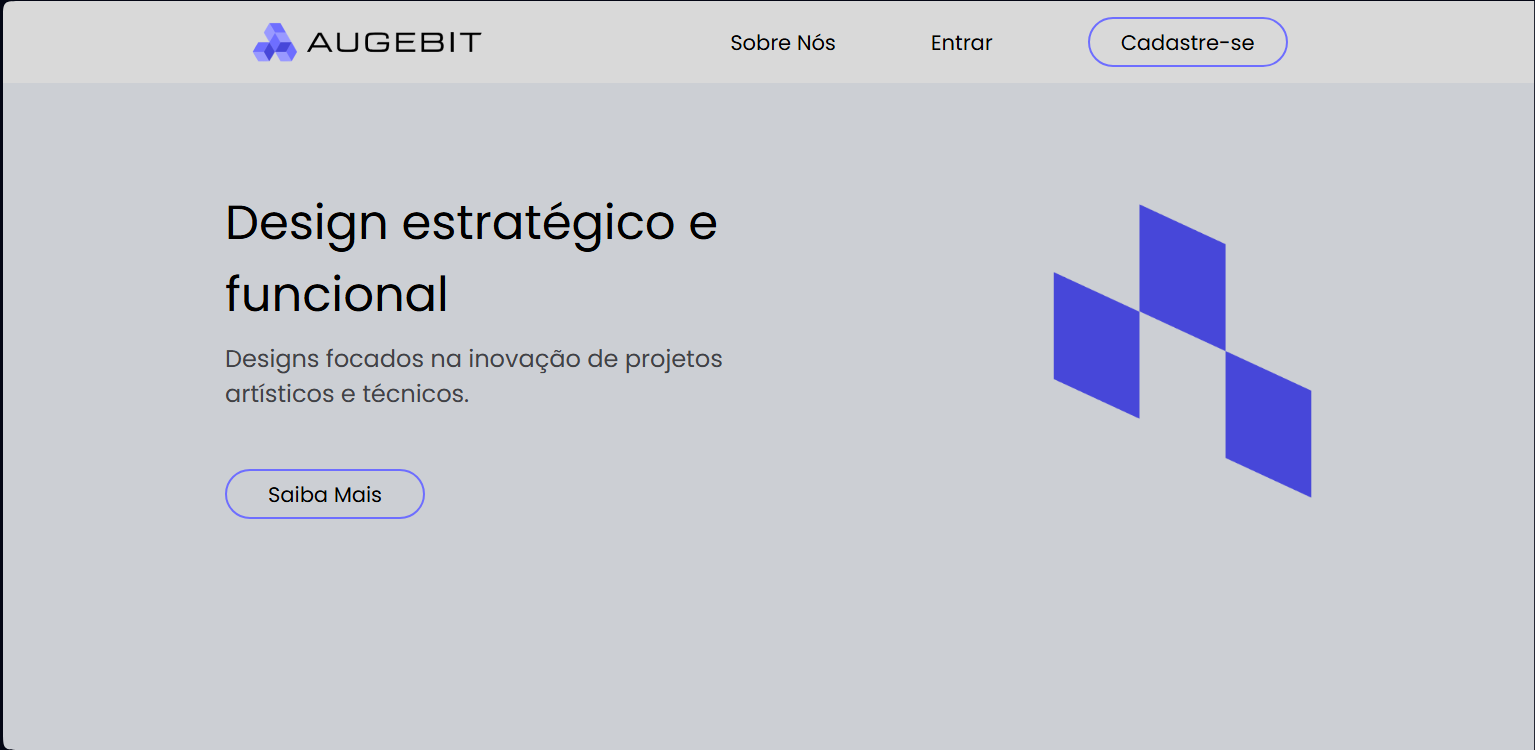 AUGEBIT
Sobre Nós
Entrar
Cadastre-se
Design estratégico e
funcional
Designs focados na inovação de projetos
artísticos e técnicos.
Saiba Mais